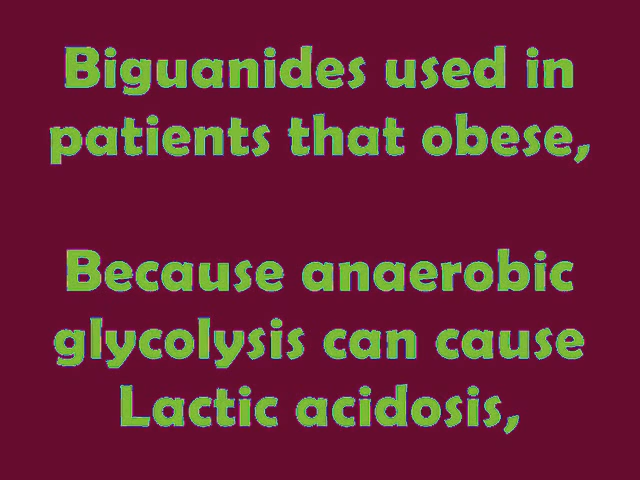 Biguanides used in
patients that obese,
Because anaerobic
glycolysis can cause
Lactic acidosis,